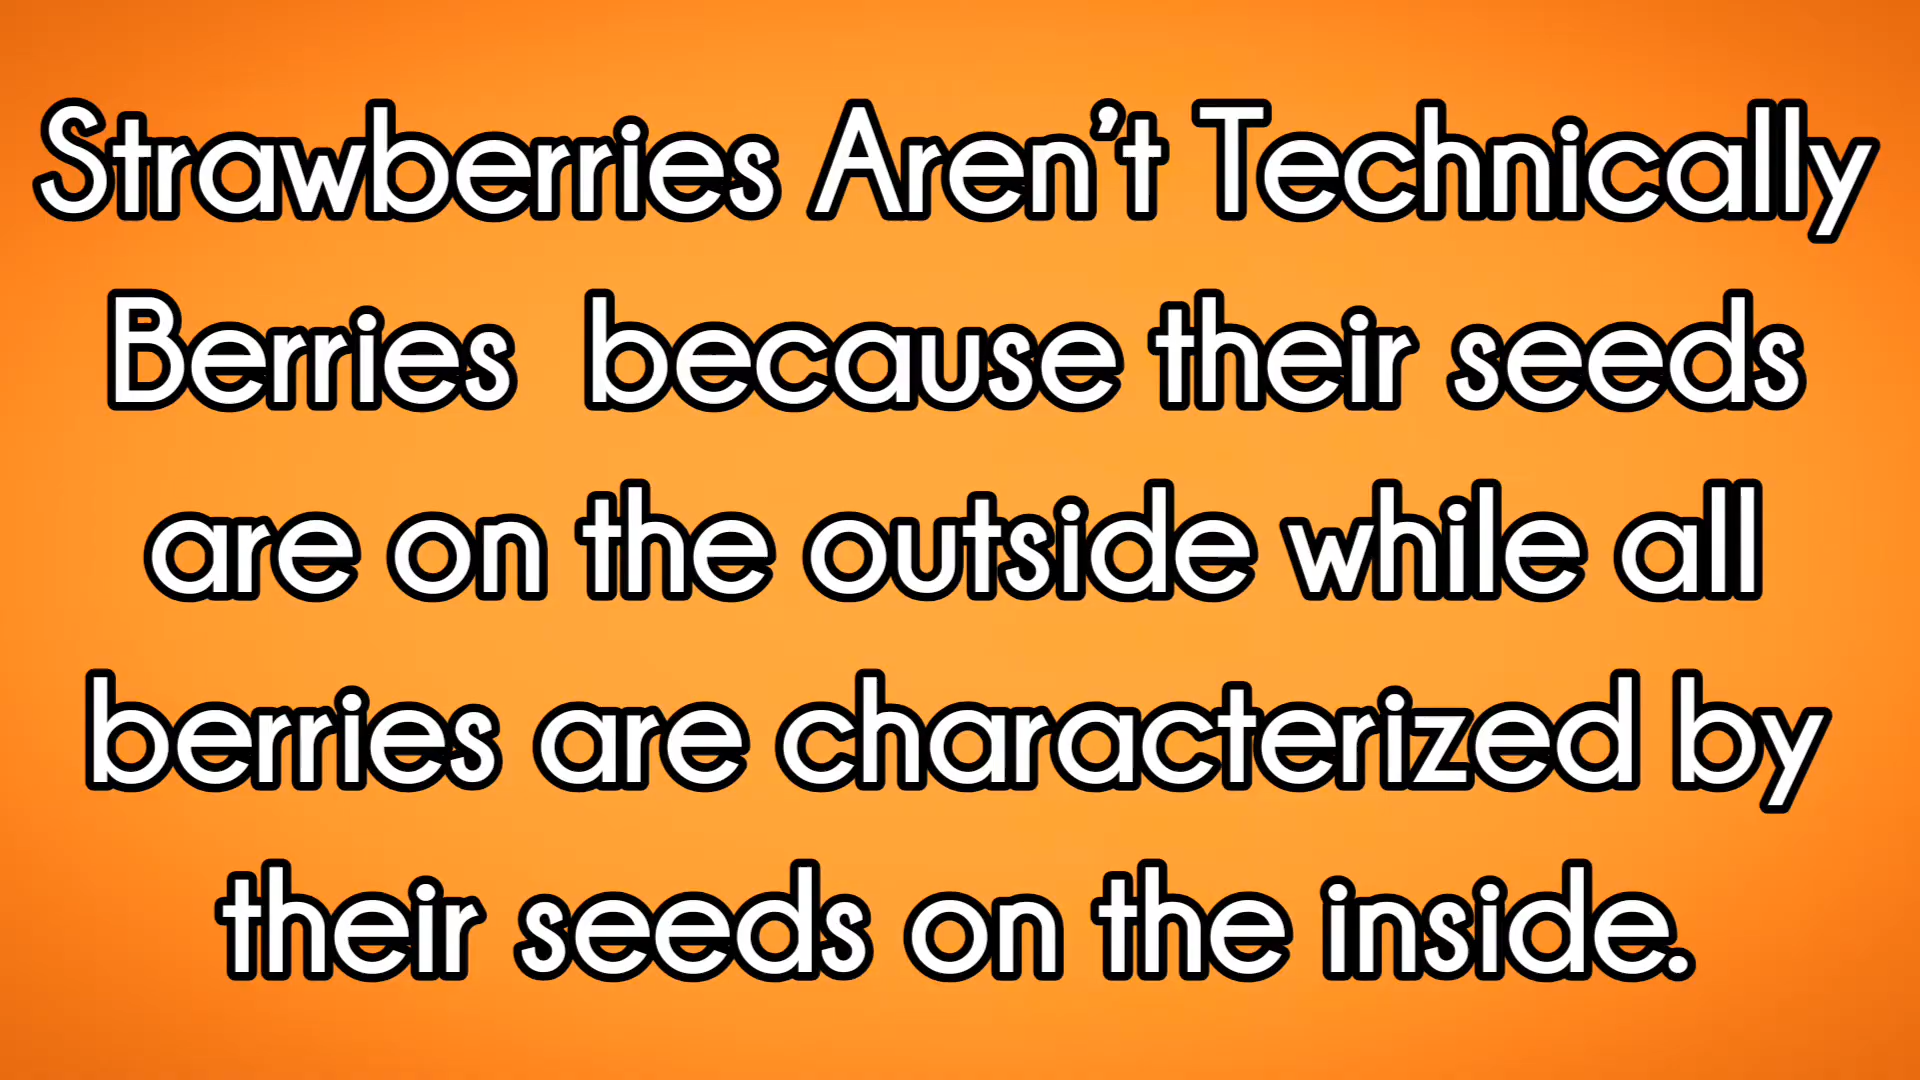 Strawberries Aren't Technically
Berries  because their seeds
are on the outside while all
berries are characterized by
their seeds on the inside.